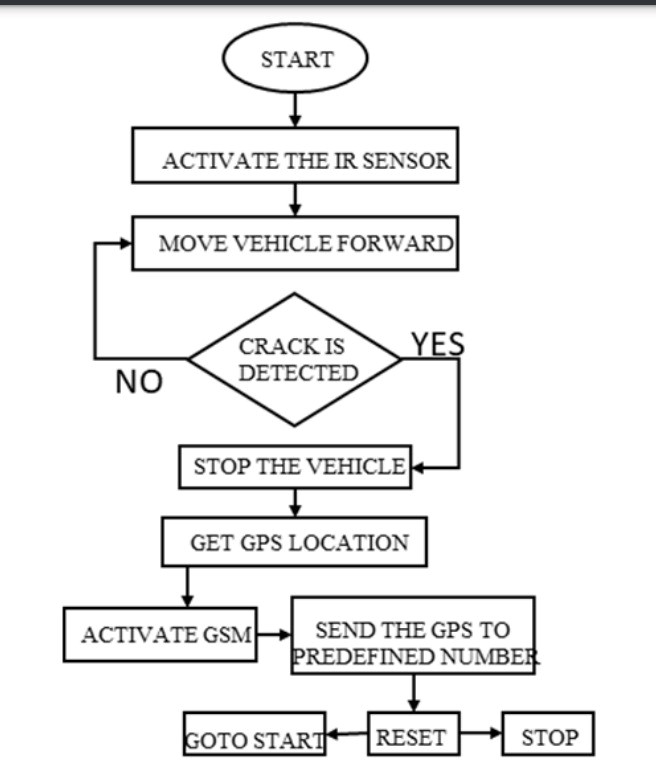 START
ACTIVATE THE IR SENSOR
MOVE VEHICLE FORWARD
CRACK IS
DETECTED
YES
NO
STOP THE VEHICLE
GET GPS LOCATION
ACTIVATE GSM
SEND THE GPS TO
PREDEFINED NUMBER
GOTO START
RESET
STOP